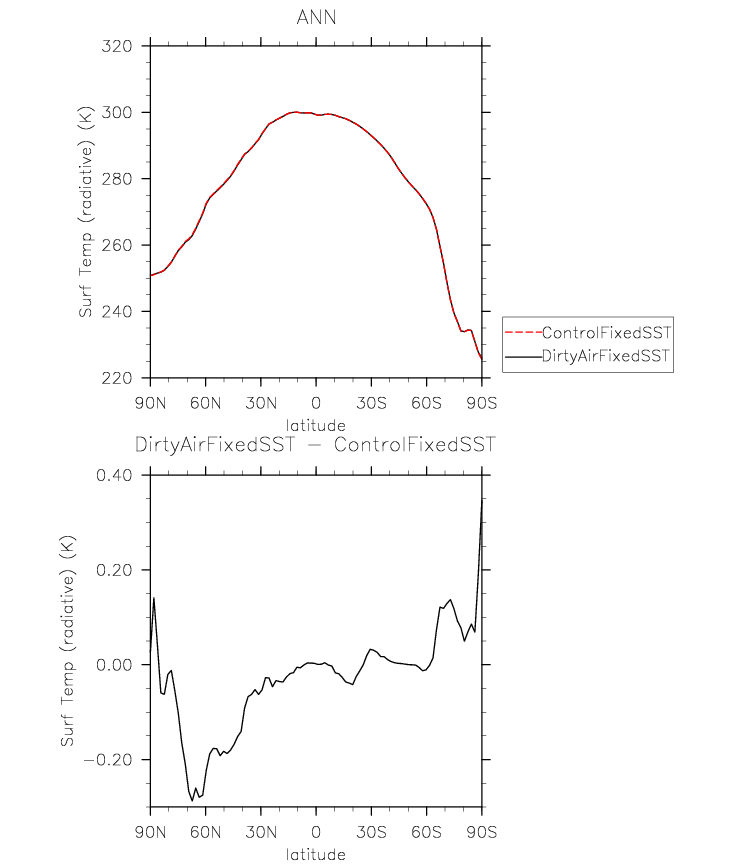 ANN
320
300
280
260
240
220
Surf Temp (radiative) (K)
90N 60N 30N 0 30S 60S 90S
latitude
ControlFixedSST
DirtyAirFixedSST
DirtyAirFixedSST − ControlFixedSST
0.40
0.20
0.00
−0.20
Surf Temp (radiative) (K)
90N 60N 30N 0 30S 60S 90S
latitude